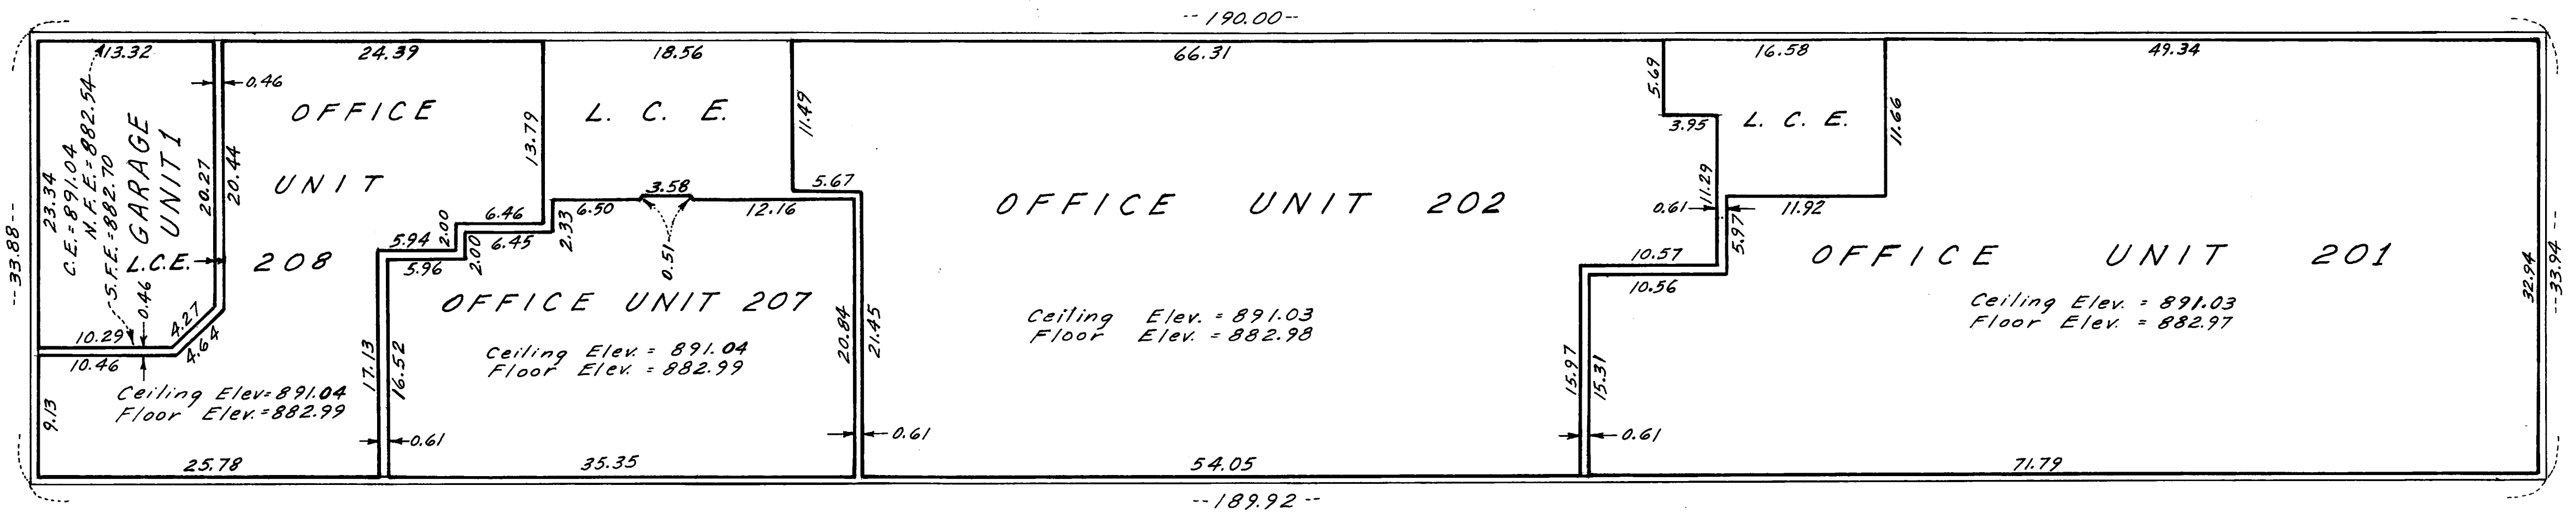 --190.00--
13.32
24.39
18.56
66.31
16.58
49.34
0.46
OFFICE
UNIT
208
L. C. E.
13.79
11.49
5.69
3.95
L. C. E.
11.66
23.34
C.E.=891.04
N.F.E.=882.54
S.F.E.=882.70
GARAGE
UNIT 1
20.27
20.44
L.C.E.
0.46
4.27
4.64
10.29
10.46
--33.88--
9.13
Ceiling Elev=891.04
Floor Elev.=882.99
25.78
5.94
2.00
6.46
5.96
2.00
6.45
2.33
6.50
3.58
0.51
12.16
5.67
17.13
16.52
0.61
OFFICE UNIT 207
Ceiling Elev. = 891.04
Floor Elev. = 882.99
35.35
20.84
21.45
0.61
OFFICE UNIT 202
Ceiling Elev. = 891.03
Floor Elev. = 882.98
54.05
11.29
0.61
11.92
5.97
10.57
10.56
15.97
15.31
0.61
OFFICE UNIT 201
Ceiling Elev. = 891.03
Floor Elev. = 882.97
71.79
32.94
--33.94--
--189.92--